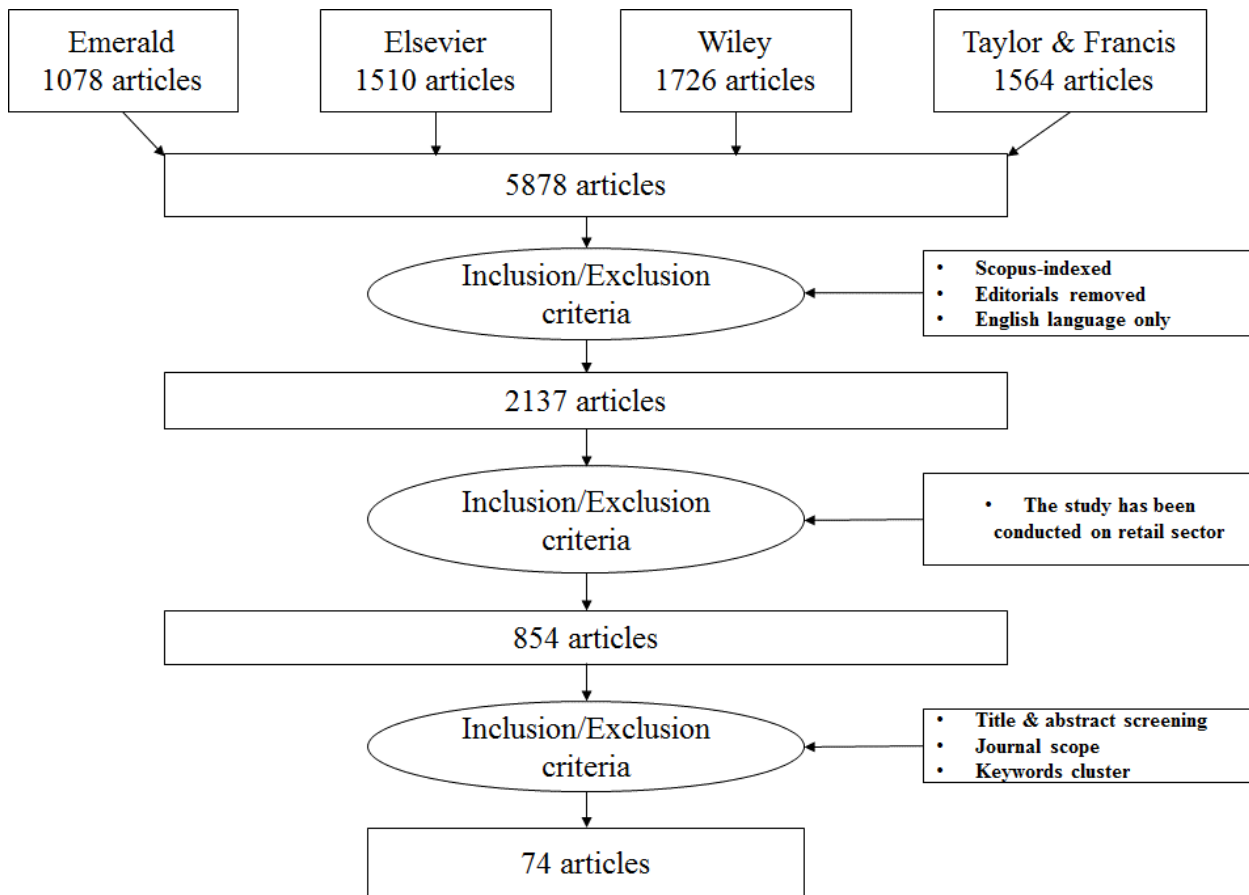 Emerald
1078 articles
Elsevier
1510 articles
Wiley
1726 articles
Taylor & Francis
1564 articles
5878 articles
Inclusion/Exclusion
criteria
• Scopus-indexed
• Editorials removed
• English language only
2137 articles
Inclusion/Exclusion
criteria
• The study has been
conducted on retail sector
854 articles
Inclusion/Exclusion
criteria
• Title & abstract screening
• Journal scope
• Keywords cluster
74 articles